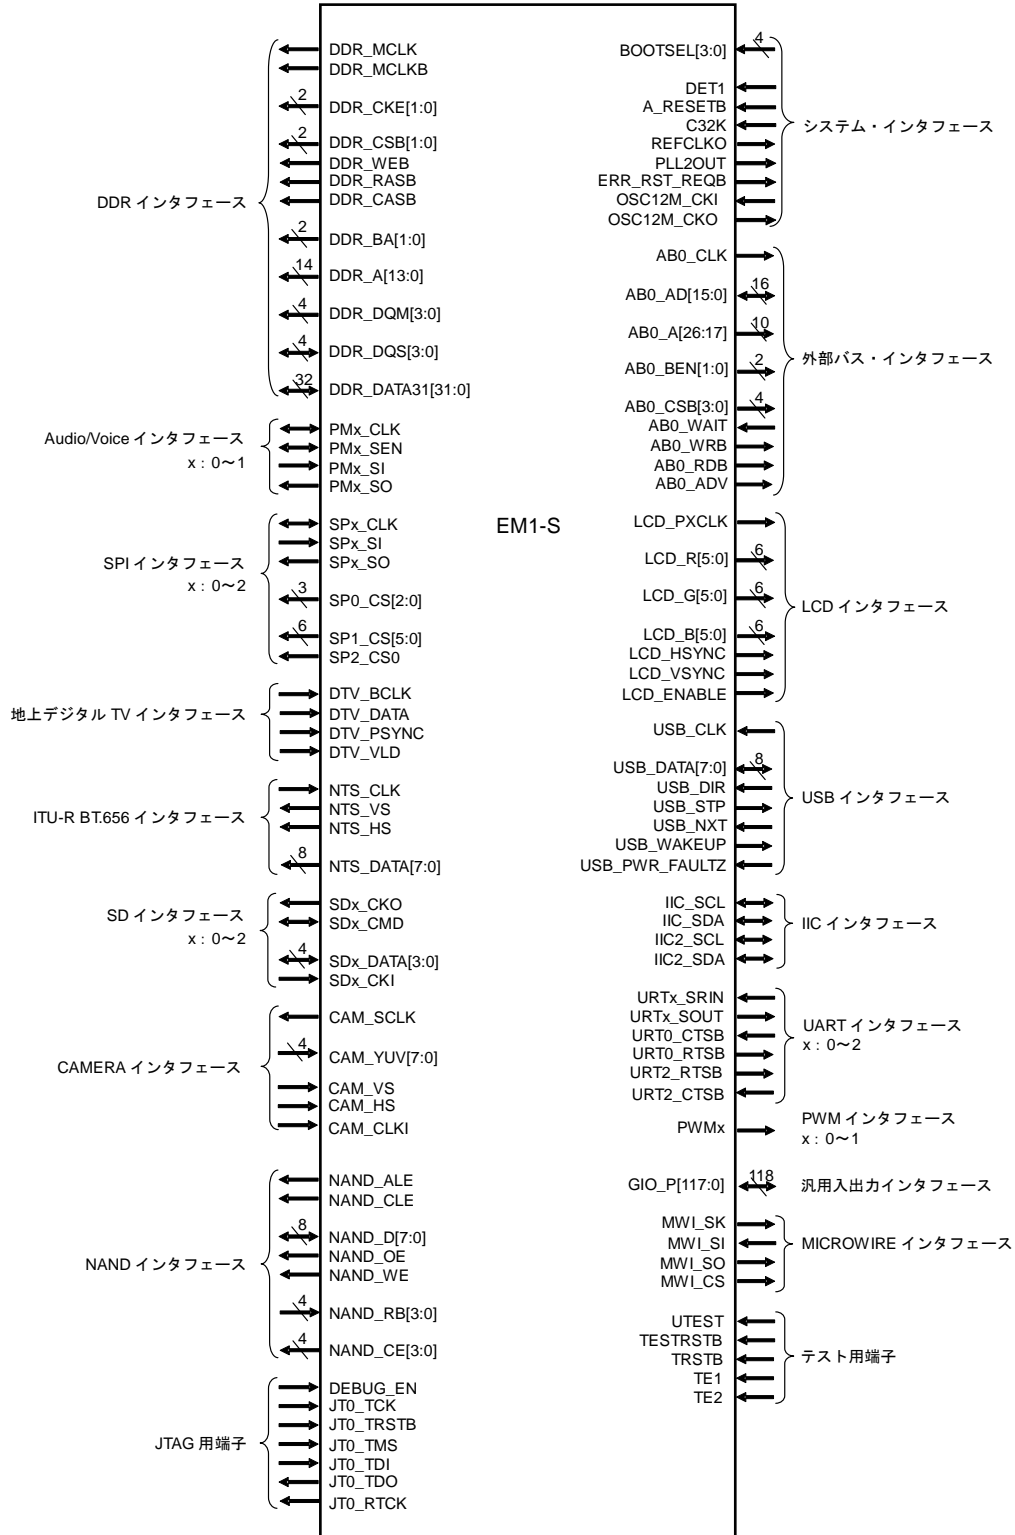 DDR インタフェース
DDR_MCLK
DDR_MCLKB
2
DDR_CKE[1:0]
2
DDR_CSB[1:0]
DDR_WEB
DDR_RASB
DDR_CASB
2
DDR_BA[1:0]
14
DDR_A[13:0]
4
DDR_DQM[3:0]
4
DDR_DQS[3:0]
32
DDR_DATA31[31:0]
Audio/Voice インタフェース
x : 0～1
PMx_CLK
PMx_SEN
PMx_SI
PMx_SO
SPI インタフェース
x : 0～2
SPx_CLK
SPx_SI
SPx_SO
3
SP0_CS[2:0]
6
SP1_CS[5:0]
SP2_CS0
地上デジタル TV インタフェース
DTV_BCLK
DTV_DATA
DTV_PSYNC
DTV_VLD
ITU-R BT.656 インタフェース
NTS_CLK
NTS_VS
NTS_HS
8
NTS_DATA[7:0]
SD インタフェース
x : 0～2
SDx_CKO
SDx_CMD
4
SDx_DATA[3:0]
SDx_CKI
CAMERA インタフェース
CAM_SCLK
4
CAM_YUV[7:0]
CAM_VS
CAM_HS
CAM_CLKI
NAND インタフェース
NAND_ALE
NAND_CLE
8
NAND_D[7:0]
NAND_OE
NAND_WE
4
NAND_RB[3:0]
4
NAND_CE[3:0]
JTAG 用端子
DEBUG_EN
JT0_TCK
JT0_TRSTB
JT0_TMS
JT0_TDI
JT0_TDO
JT0_RTCK
EM1-S
BOOTSEL[3:0]
4
DET1
A_RESETB
C32K
REFCLKO
PLL2OUT
ERR_RST_REQB
OSC12M_CKI
OSC12M_CKO
システム・インタフェース
AB0_CLK
AB0_AD[15:0]
16
AB0_A[26:17]
10
AB0_BEN[1:0]
2
AB0_CSB[3:0]
4
AB0_WAIT
AB0_WRB
AB0_RDB
AB0_ADV
外部バス・インタフェース
LCD_PXCLK
LCD_R[5:0]
6
LCD_G[5:0]
6
LCD_B[5:0]
6
LCD_HSYNC
LCD_VSYNC
LCD_ENABLE
LCD インタフェース
USB_CLK
USB_DATA[7:0]
8
USB_DIR
USB_STP
USB_NXT
USB_WAKEUP
USB_PWR_FAULTZ
USB インタフェース
IIC_SCL
IIC_SDA
IIC2_SCL
IIC2_SDA
IIC インタフェース
URTx_SRIN
URTx_SOUT
URT0_CTSB
URT0_RTSB
URT2_RTSB
URT2_CTSB
UART インタフェース
x : 0～2
PWMx
PWM インタフェース
x : 0～1
GIO_P[117:0]
118
汎用入出力インタフェース
MWI_SK
MWI_SI
MWI_SO
MWI_CS
MICROWIRE インタフェース
UTEST
TESTRSTB
TRSTB
TE1
TE2
テスト用端子